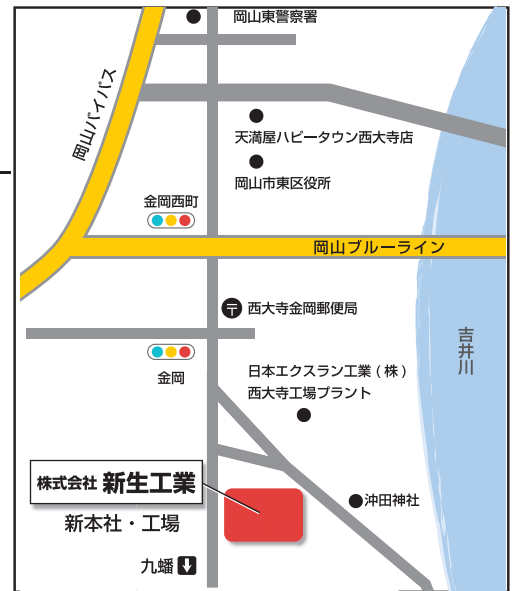 岡山東警察署
岡山バイパス
天満屋ハピータウン西大寺店
岡山市東区役所
金岡西町
岡山ブルーライン
西大寺金岡郵便局
吉井川
金岡
日本エクスラン工業(株)
西大寺工場プラント
株式会社 新生工業
新本社・工場
沖田神社
九蟠